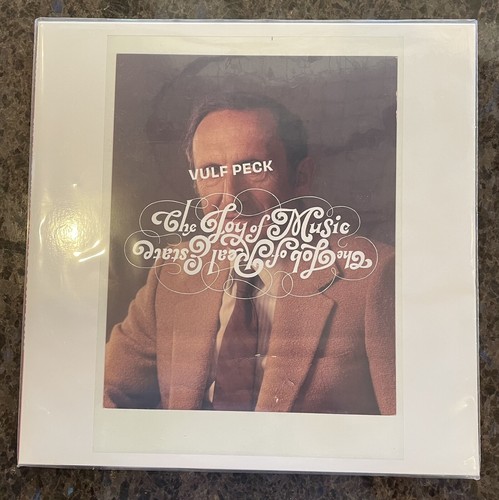 VULF PECK
The Joy of Music
The Job of Real Estate